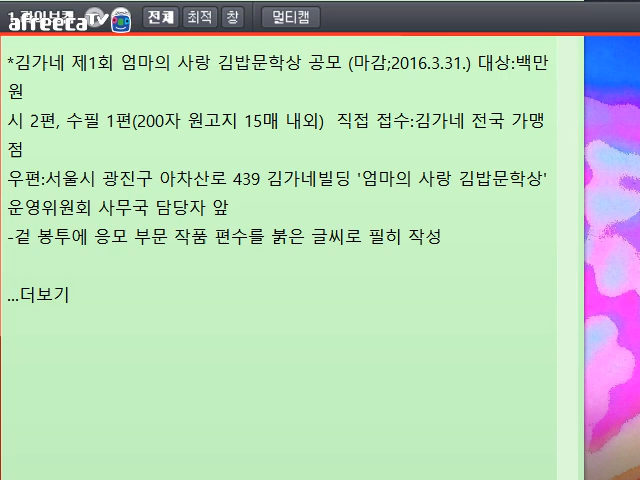 afreeca TV
전체 최적 창 멀티캠
*김가네 제1회 엄마의 사랑 김밥문학상 공모 (마감;2016.3.31.) 대상:백만
원
시 2편, 수필 1편(200자 원고지 15매 내외)  직접 접수:김가네 전국 가맹
점
우편:서울시 광진구 아차산로 439 김가네빌딩 '엄마의 사랑 김밥문학상'
운영위원회 사무국 담당자 앞
-겉 봉투에 응모 부문 작품 편수를 붉은 글씨로 필히 작성
...더보기